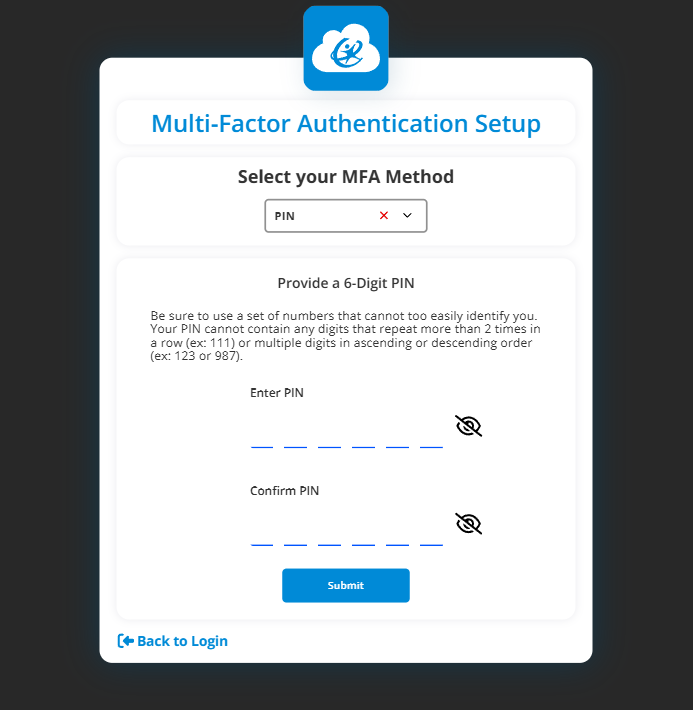 Multi-Factor Authentication Setup
Select your MFA Method
PIN
Provide a 6-Digit PIN
Be sure to use a set of numbers that cannot too easily identify you.
Your PIN cannot contain any digits that repeat more than 2 times in
a row (ex: 111) or multiple digits in ascending or descending order
(ex: 123 or 987).
Enter PIN
Confirm PIN
Submit
Back to Login